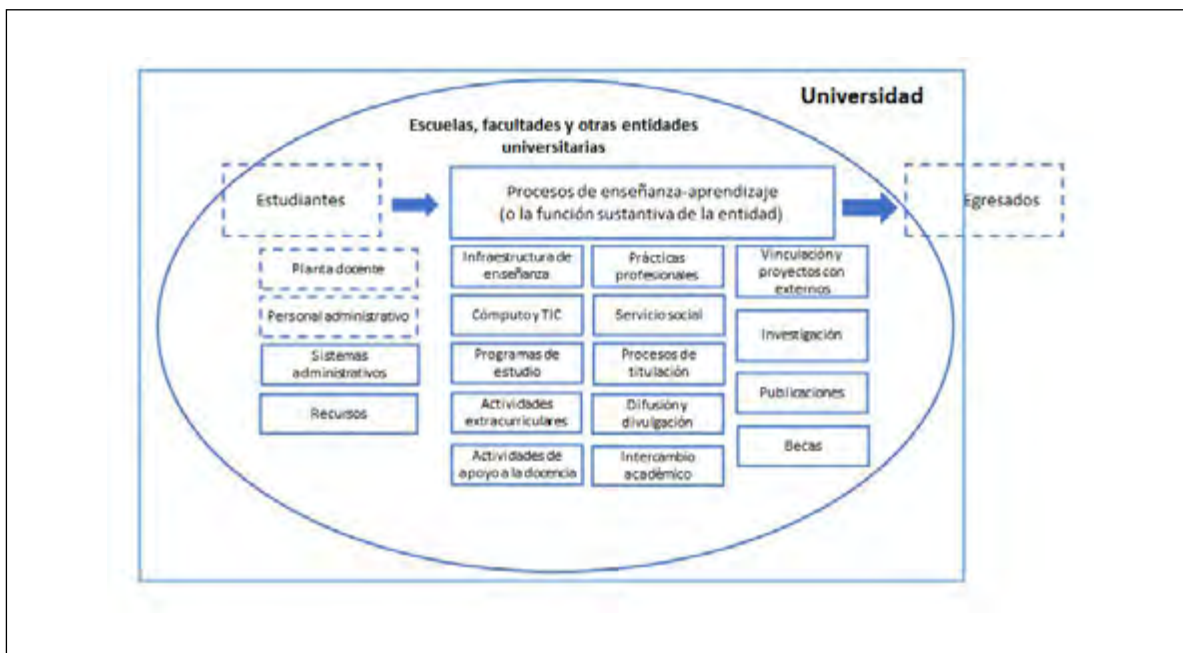 Universidad
Escuelas, facultades y otras entidades
universitarias
Estudiantes
Procesos de enseñanza-aprendizaje
(o la función sustantiva de la entidad)
Egresados
Planta docente
Personal administrativo
Sistemas
administrativos
Recursos
Infraestructura de
enseñanza
Cómputo y TIC
Programas de
estudio
Actividades
extracurriculares
Actividades de
apoyo a la docencia
Prácticas
profesionales
Servicio social
Procesos de
titulación
Difusión y
divulgación
Intercambio
académico
Vinculación y
proyectos con
externos
Investigación
Publicaciones
Becas